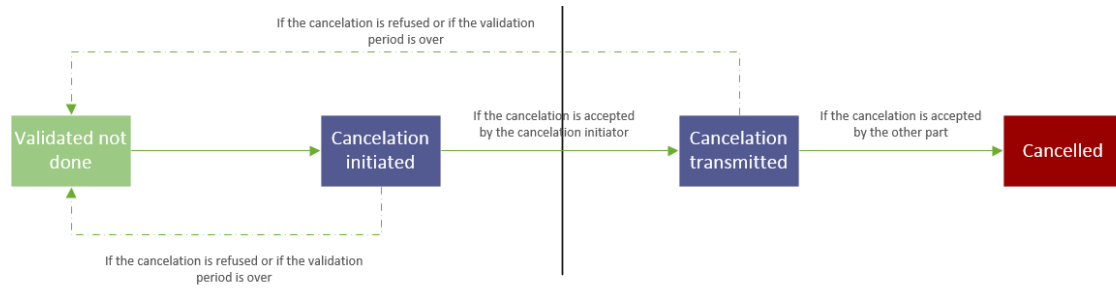 If the cancelation is refused or if the validation
period is over
If the cancelation is accepted
by the cancelation initiator
If the cancelation is accepted
by the other part
Validated not
done
Cancelation
initiated
Cancelation
transmitted
Cancelled
If the cancelation is refused or if the validation
period is over